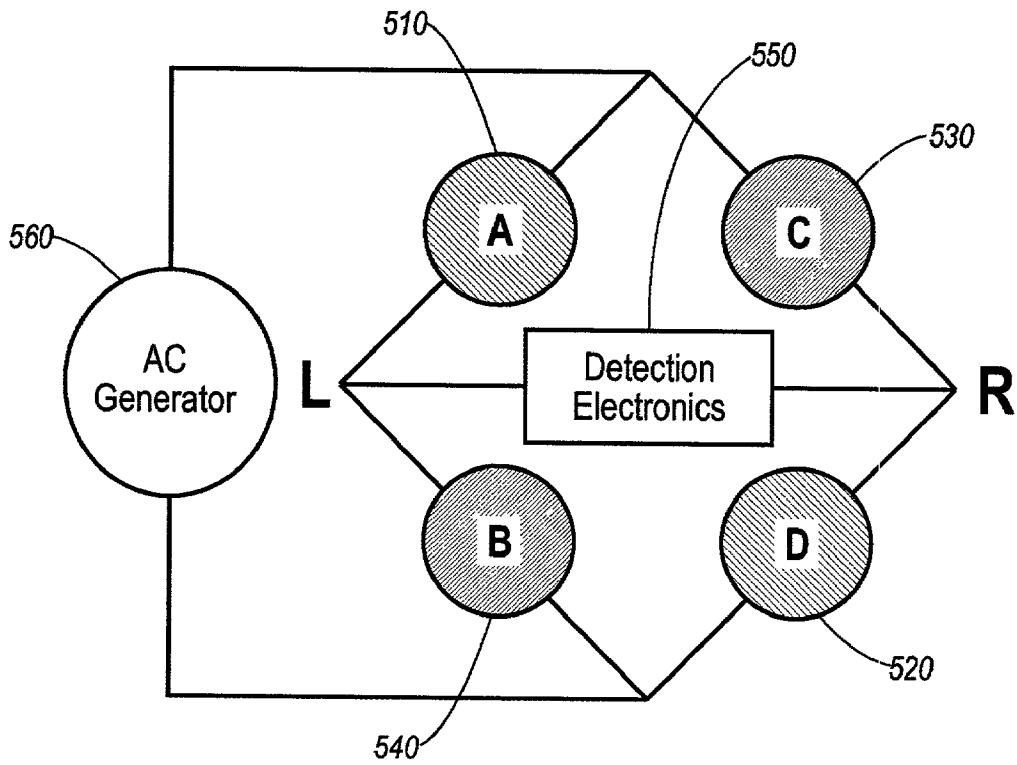 510
550
530
560
A
C
AC
Generator
L
Detection
Electronics
R
B
D
520
540